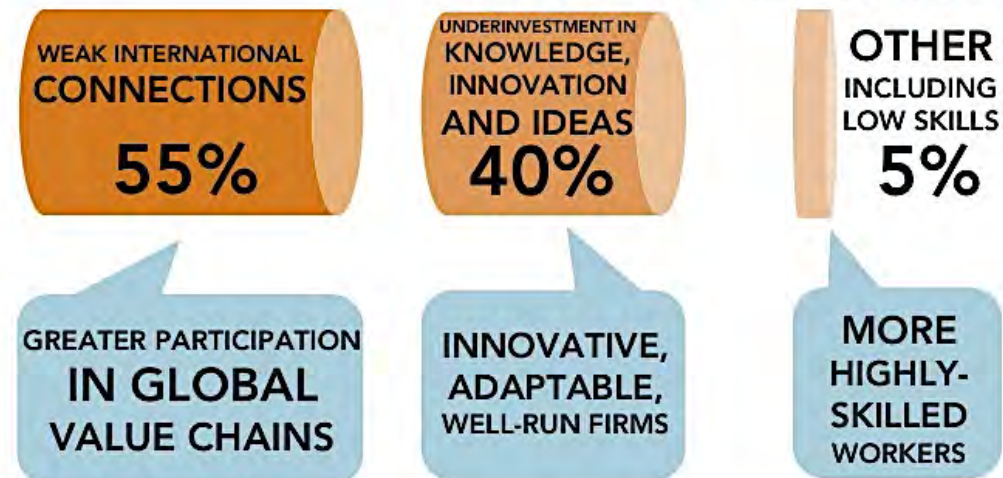 WEAK INTERNATIONAL
CONNECTIONS
55%
UNDERINVESTMENT IN
KNOWLEDGE,
INNOVATION
AND IDEAS
40%
OTHER
INCLUDING
LOW SKILLS
5%
GREATER PARTICIPATION
IN GLOBAL
VALUE CHAINS
INNOVATIVE,
ADAPTABLE,
WELL-RUN FIRMS
MORE
HIGHLY-
SKILLED
WORKERS